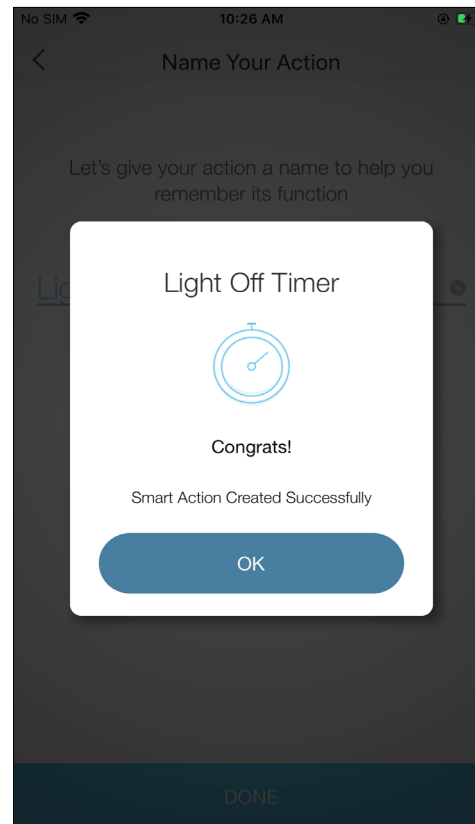 No SIM 10:26 AM
Name Your Action
Let's give your action a name to help you
remember its function
Lig
Light Off Timer
Congrats!
Smart Action Created Successfully
OK
DONE